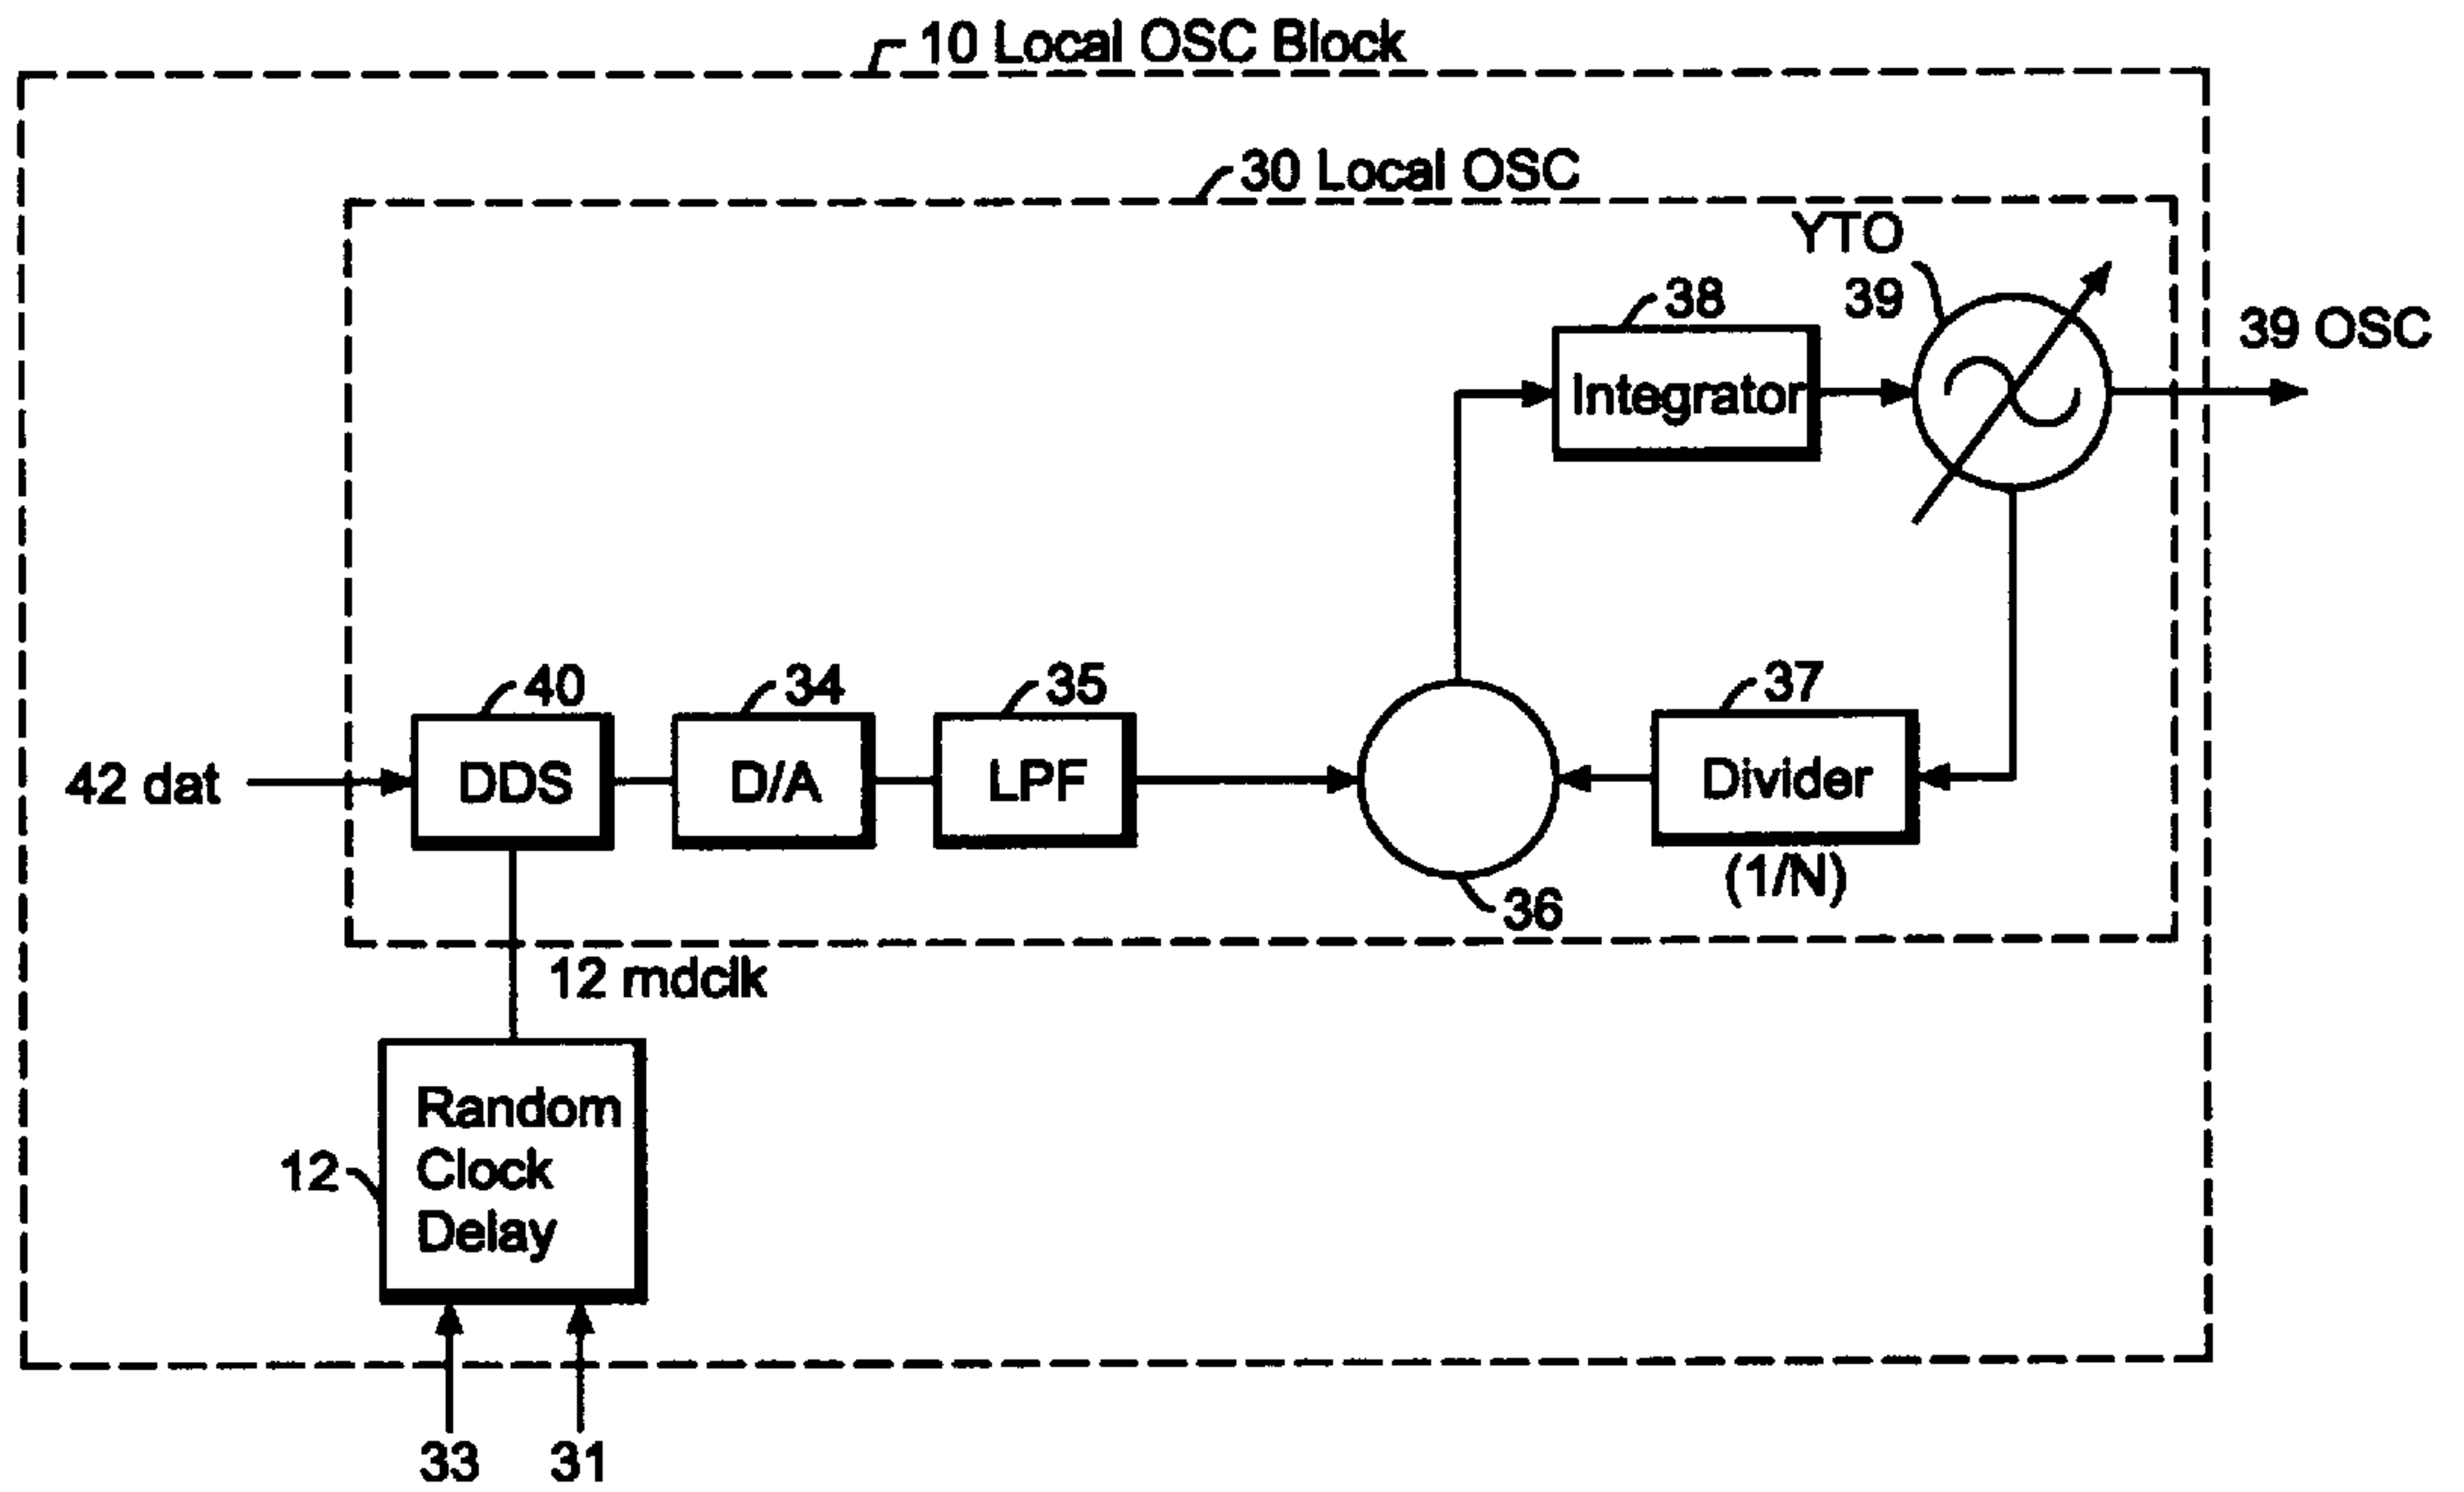 10 Local OSC Block
30 Local OSC
YTO
39
38
39 OSC
Integrator
40
34
35
37
42 dat
DDS
D/A
LPF
Divider
(1/N)
36
12 mdclk
Random
Clock
Delay
12
33
31